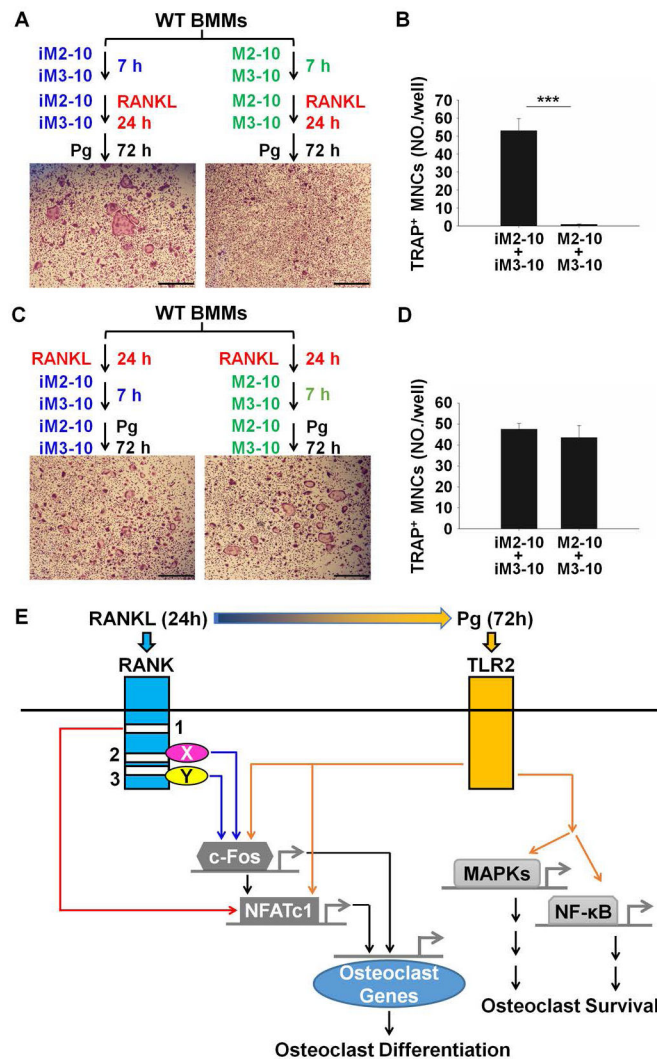 A
WT BMMs
iM2-10
iM3-10
7 h
iM2-10
iM3-10
RANKL
24 h
Pg 72 h
M2-10
M3-10
7 h
M2-10
M3-10
RANKL
24 h
Pg 72 h
B
TRAP+ MNCs (NO./well)
70
60
50
40
30
20
10
0
***
iM2-10
+
iM3-10
M2-10
+
M3-10
C
WT BMMs
RANKL 24 h
iM2-10
iM3-10
7 h
iM2-10
iM3-10
Pg
72 h
RANKL 24 h
M2-10
M3-10
7 h
M2-10
M3-10
Pg
72 h
D
TRAP+ MNCs (NO./well)
60
50
40
30
20
10
0
iM2-10
+
iM3-10
M2-10
+
M3-10
E
RANKL (24h)
Pg (72h)
RANK
TLR2
1
2
X
3
Y
c-Fos
NFATc1
MAPKs
NF-κB
Osteoclast
Genes
Osteoclast Survival
Osteoclast Differentiation